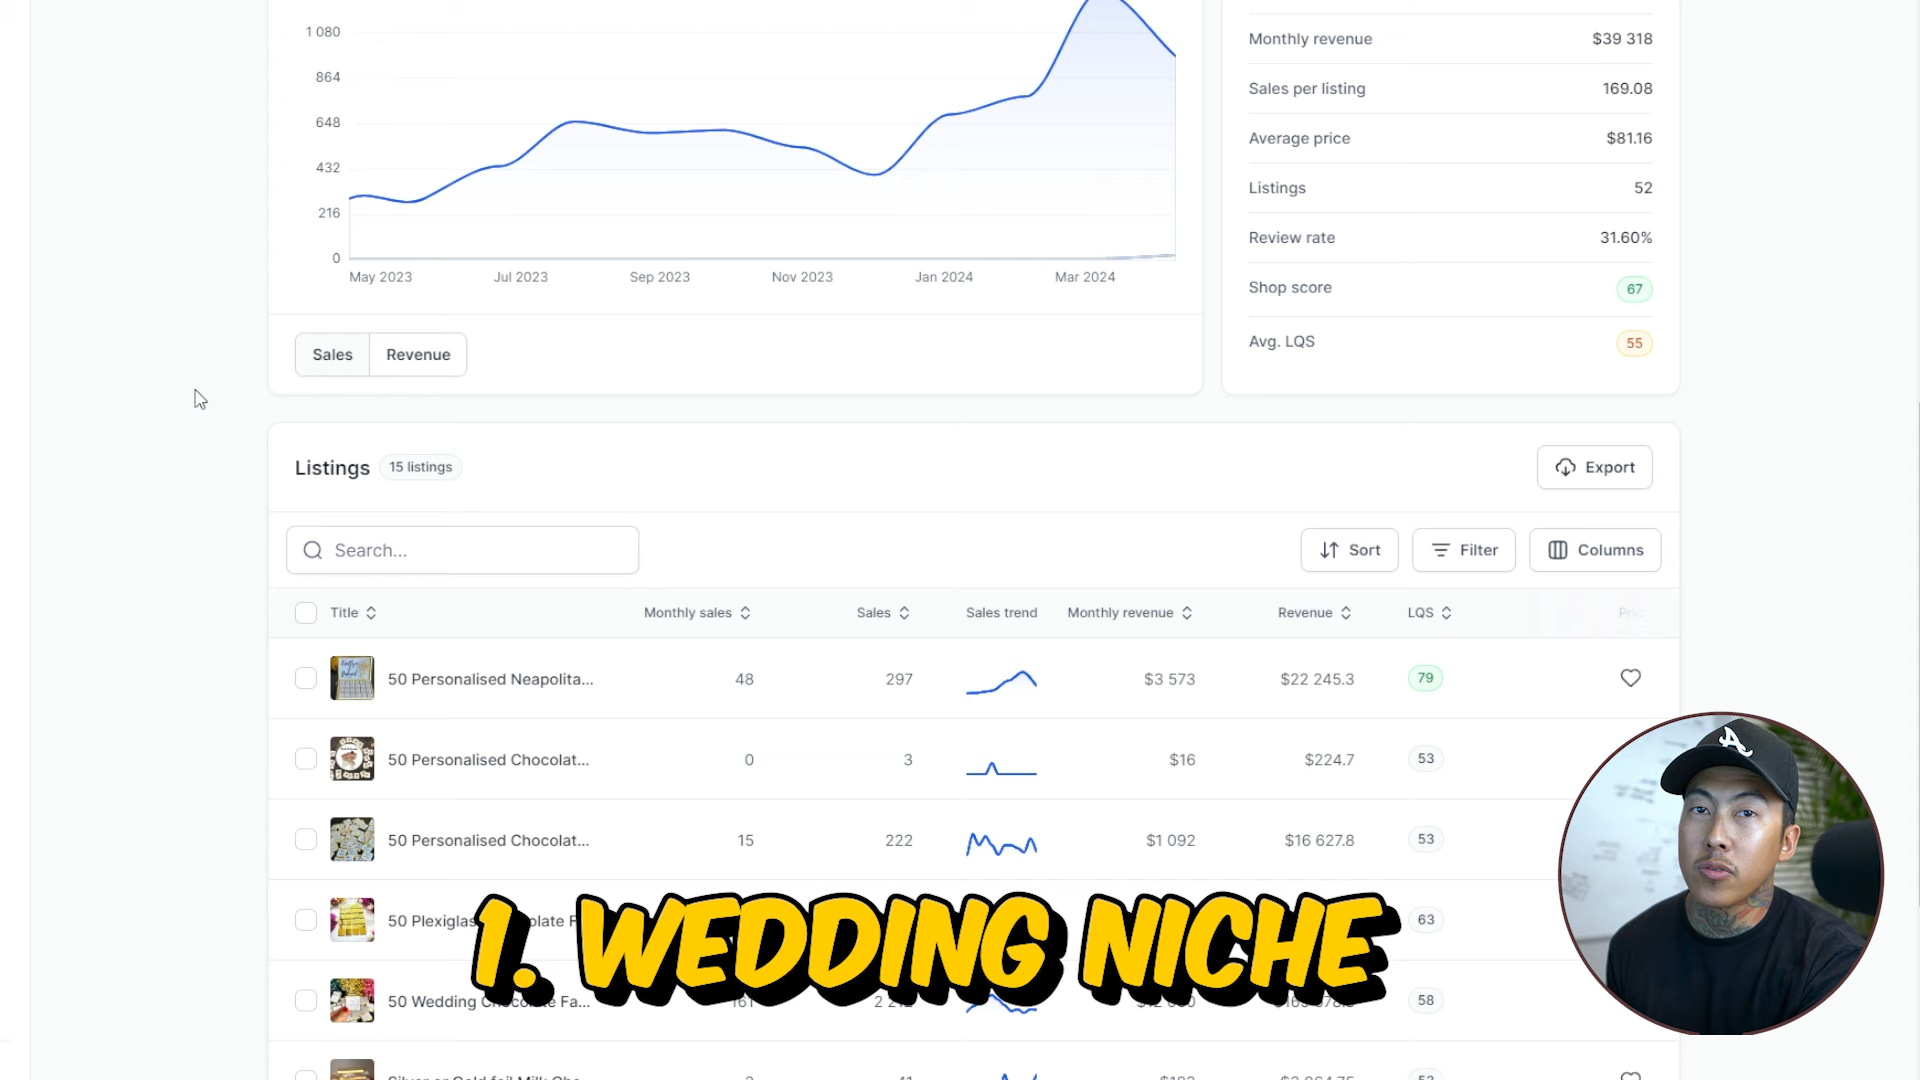 1 080
864
648
432
216
0
May 2023 Jul 2023 Sep 2023 Nov 2023 Jan 2024 Mar 2024
Sales Revenue
Monthly revenue $39 318
Sales per listing 169.08
Average price $81.16
Listings 52
Review rate 31.60%
Shop score 67
Avg. LQS 55
Listings 15 listings
Export
Search...
Sort Filter Columns
Title Monthly sales Sales Sales trend Monthly revenue Revenue LQS Pric
50 Personalised Neapolita... 48 297 $3 573 $22 245.3 79
50 Personalised Chocolat... 0 3 $16 $224.7 53
50 Personalised Chocolat... 15 222 $1 092 $16 627.8 53
50 Plexiglas 63
50 Wedding Chocolate Fa... 161 58
1. WEDDING NICHE
A